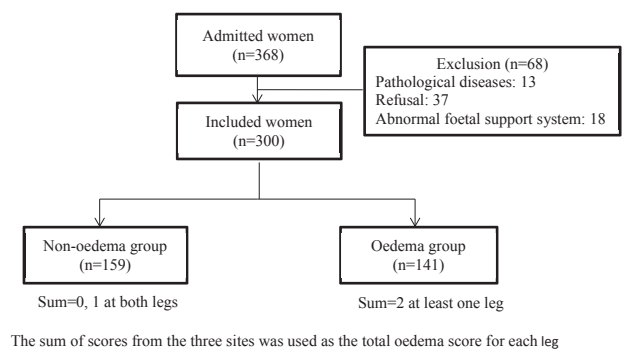 Admitted women
(n=368)
Exclusion (n=68)
Pathological diseases: 13
Refusal: 37
Abnormal foetal support system: 18
Included women
(n=300)
Non-oedema group
(n=159)
Oedema group
(n=141)
Sum=0, 1 at both legs
Sum=2 at least one leg
The sum of scores from the three sites was used as the total oedema score for each leg